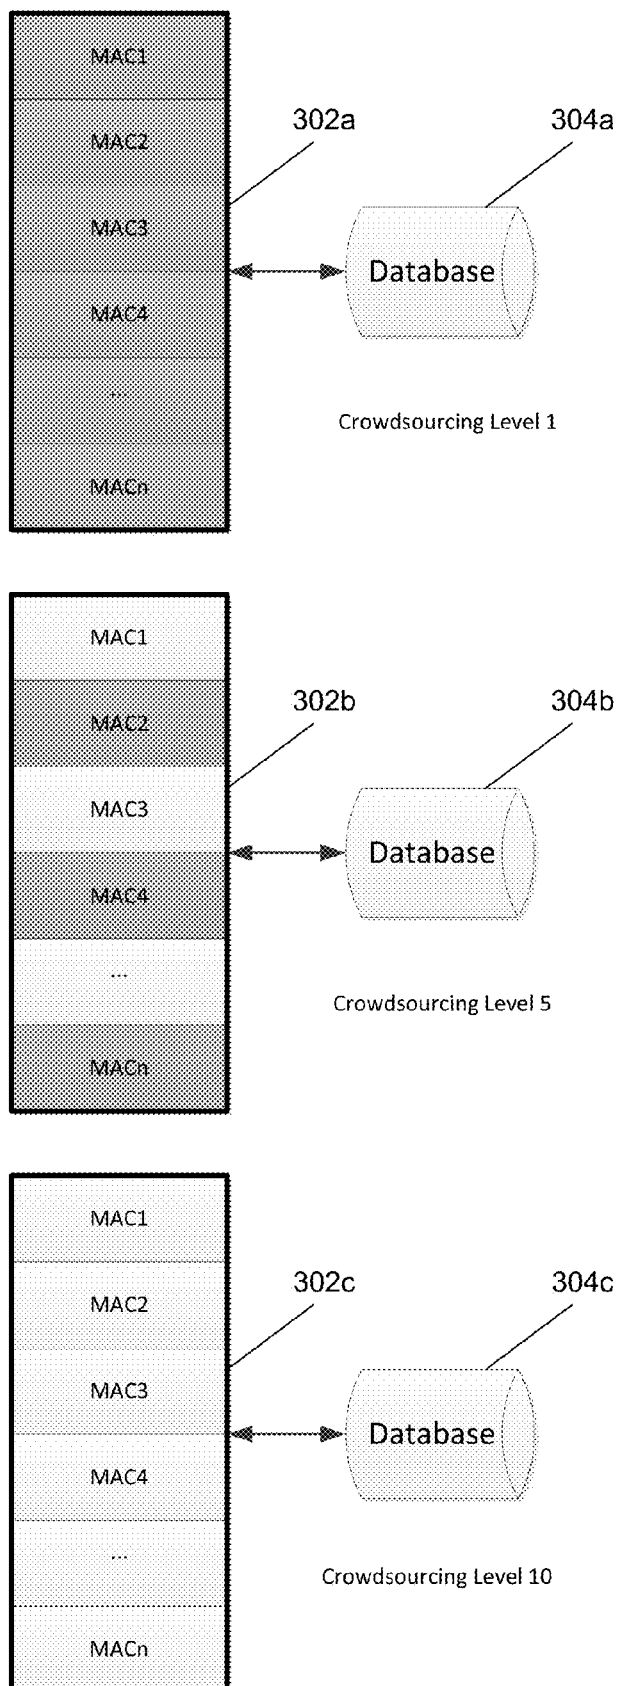 MAC1
MAC2
MAC3
MAC4
...
MACn
302a
304a
Database
Crowdsourcing Level 1
MAC1
MAC2
MAC3
MAC4
...
MACn
302b
304b
Database
Crowdsourcing Level 5
MAC1
MAC2
MAC3
MAC4
...
MACn
302c
304c
Database
Crowdsourcing Level 10